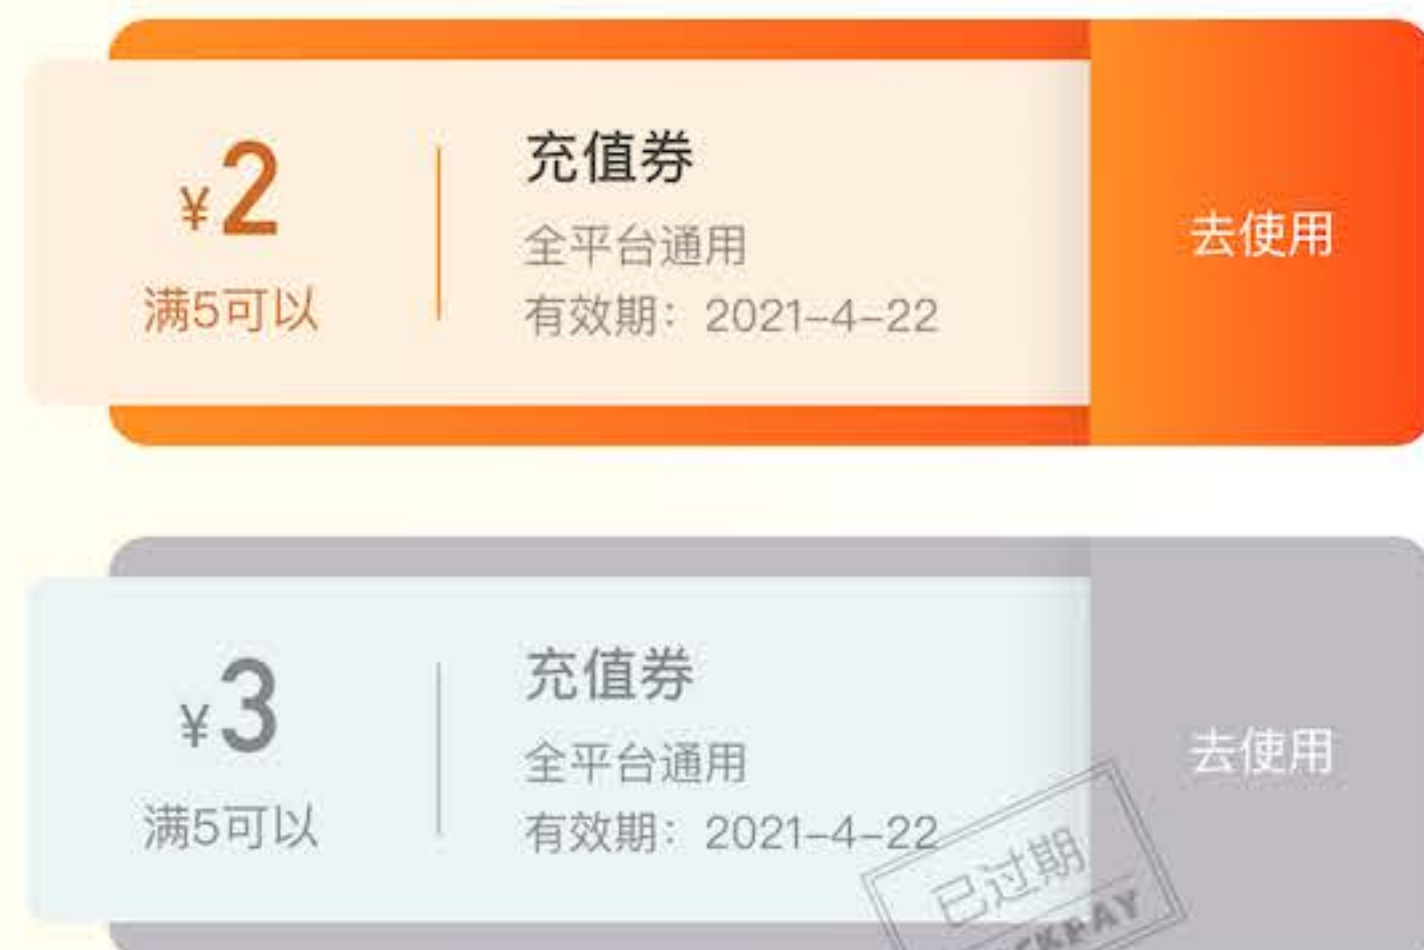 ¥2
满5可以
充值券
全平台通用
有效期：2021-4-22
去使用
¥3
满5可以
充值券
全平台通用
有效期：2021-4-22
去使用
已过期